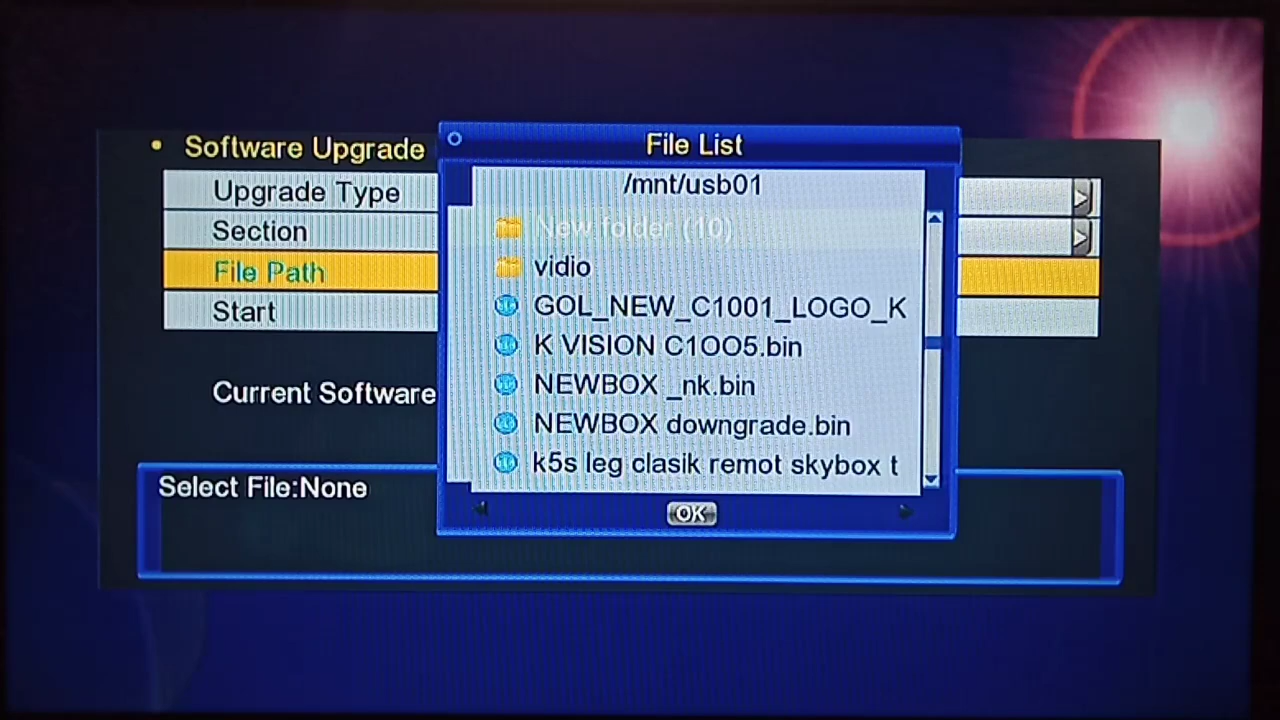 Software Upgrade
Upgrade Type
Section
File Path
Start
Current Software
Select File:None
File List
/mnt/usb01
New folder (10)
vidio
GOL_NEW_C1001_LOGO_K
K VISION C1OO5.bin
NEWBOX _nk.bin
NEWBOX downgrade.bin
k5s leg clasik remot skybox t
OK